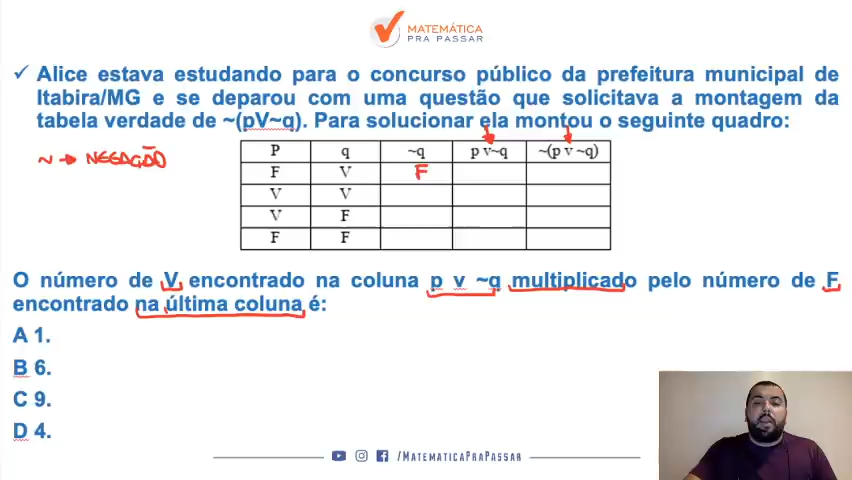 MATEMÁTICA
PRA PASSAR
✓ Alice estava estudando para o concurso público da prefeitura municipal de
Itabira/MG e se deparou com uma questão que solicitava a montagem da
tabela verdade de ~(pV~q). Para solucionar ela montou o seguinte quadro:
~ → NEGAÇÃO
P q ~q p v~q ~(p v ~q)
F V F
V V
V F
F F
O número de V encontrado na coluna p v ~q multiplicado pelo número de F
encontrado na última coluna é:
A 1.
B 6.
C 9.
D 4.
/MATEMATICAPRAPASSAR